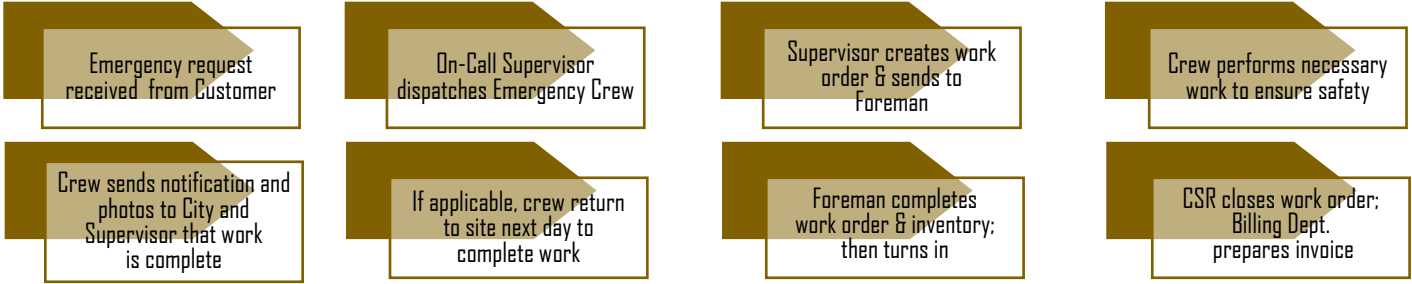 Emergency request
received from Customer
On-Call Supervisor
dispatches Emergency Crew
Supervisor creates work
order & sends to
Foreman
Crew performs necessary
work to ensure safety
Crew sends notification and
photos to City and
Supervisor that work
is complete
If applicable, crew return
to site next day to
complete work
Foreman completes
work order & inventory;
then turns in
CSR closes work order;
Billing Dept.
prepares invoice